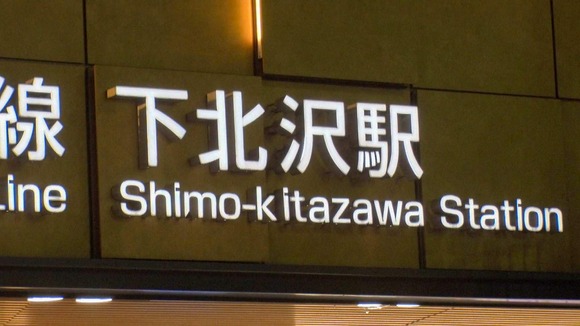 線 下北沢駅
Line Shimo-kitazawa Station